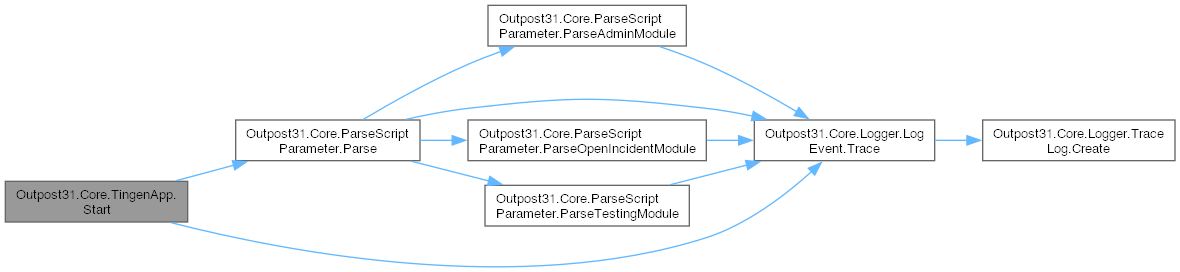 Outpost31.Core.TingenApp.
Start
Outpost31.Core.ParseScript
Parameter.Parse
Outpost31.Core.ParseScript
Parameter.ParseAdminModule
Outpost31.Core.ParseScript
Parameter.ParseOpenIncidentModule
Outpost31.Core.ParseScript
Parameter.ParseTestingModule
Outpost31.Core.Logger.Log
Event.Trace
Outpost31.Core.Logger.Trace
Log.Create